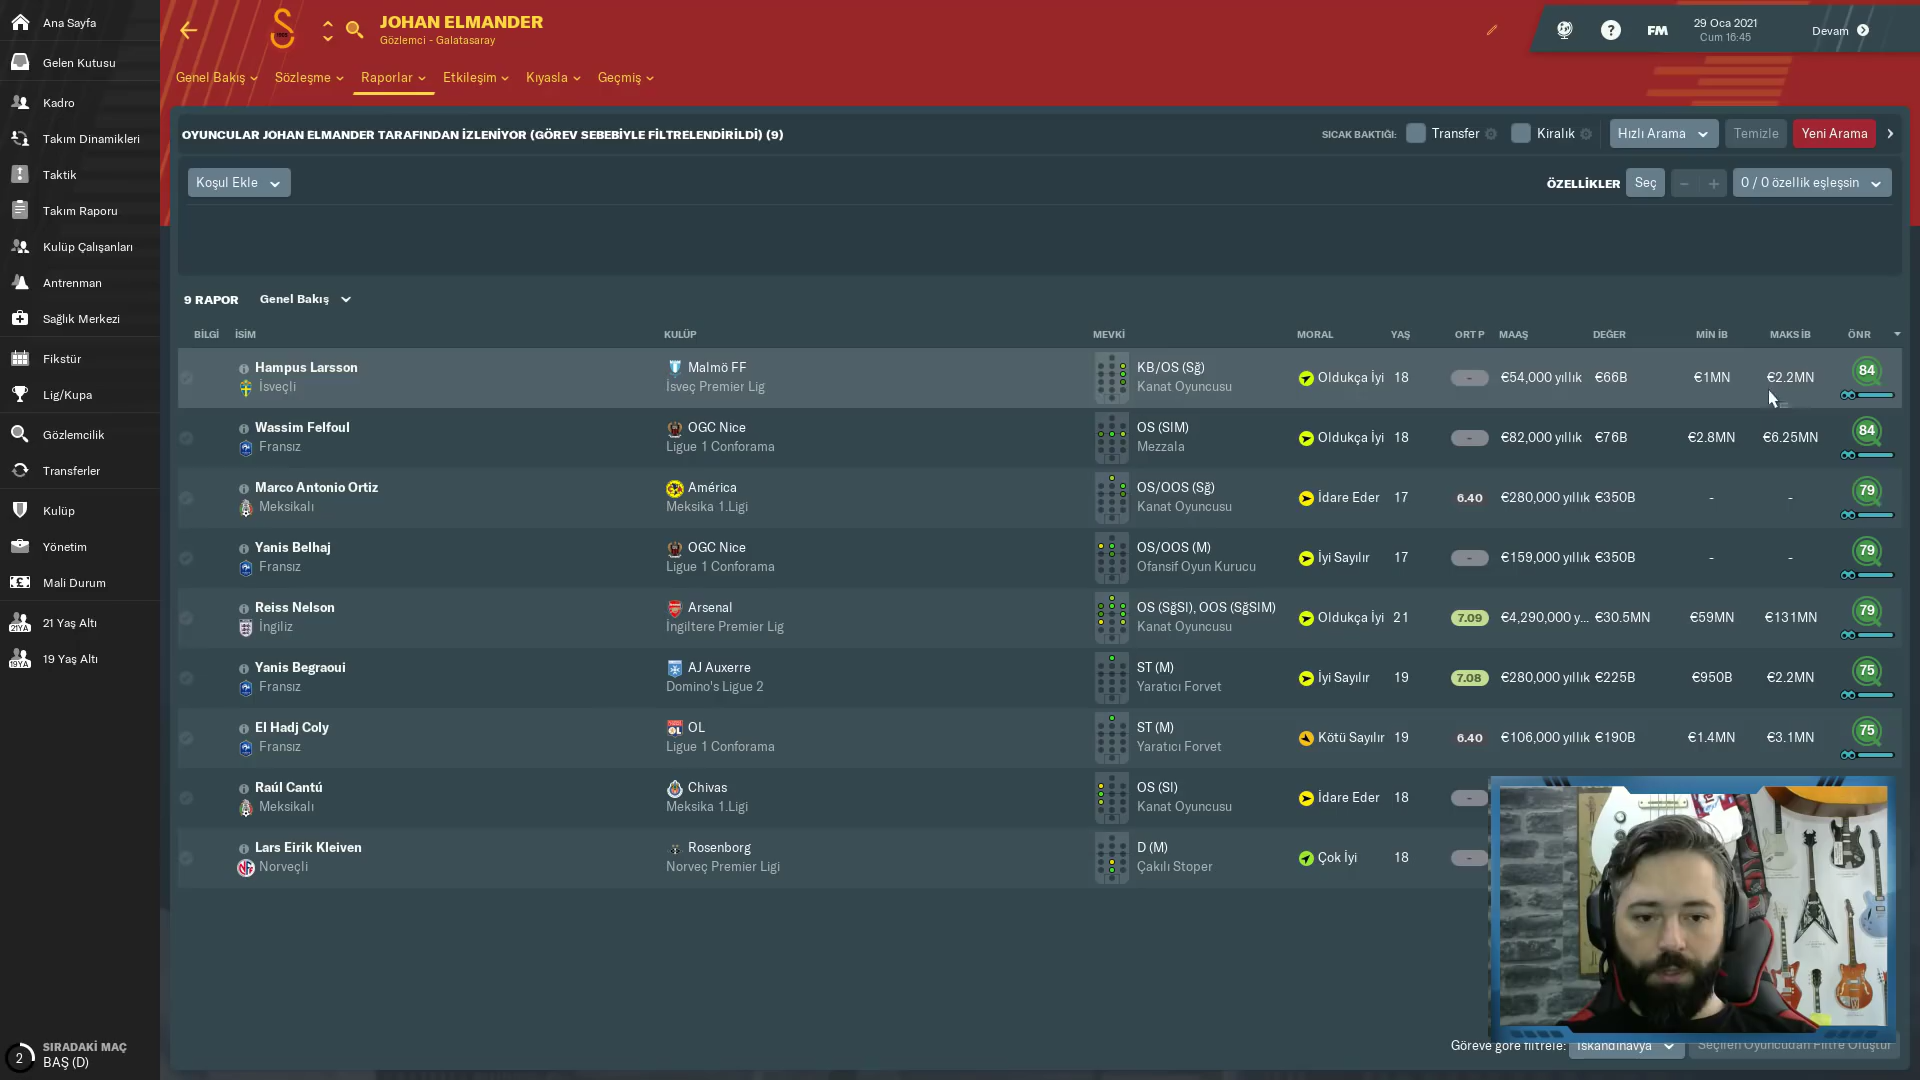 Ana Sayfa
Gelen Kutusu
Kadro
Takım Dinamikleri
Taktik
Takım Raporu
Kulüp Çalışanları
Antrenman
Sağlık Merkezi
Fikstür
Lig/Kupa
Gözlemcilik
Transferler
Kulüp
Yönetim
Mali Durum
21 Yaş Altı
19 Yaş Altı
2 SIRADAKİ MAÇ
BAŞ (D)
JOHAN ELMANDER
Gözlemci - Galatasaray
FM
29 Oca 2021
Cum 16:45
Devam
Genel Bakış Sözleşme Raporlar Etkileşim Kıyasla Geçmiş
OYUNCULAR JOHAN ELMANDER TARAFINDAN İZLENİYOR (GÖREV SEBEBİYLE FİLTRELENDİRİLDİ) (9)
SICAK BAKTIĞI: Transfer Kiralık Hızlı Arama Temizle Yeni Arama
Koşul Ekle ÖZELLİKLER Seç - + 0 / 0 özellik eşleşsin
9 RAPOR Genel Bakış
BİLGİ İSİM KULÜP MEVKİ MORAL YAŞ ORT P MAAŞ DEĞER MİN İB MAKS İB ÖNR
Hampus Larsson Malmö FF KB/OS (Sğ) Oldukça İyi 18 - €54,000 yıllık €66B €1MN €2.2MN 84
İsveçli İsveç Premier Lig Kanat Oyuncusu
Wassim Felfoul OGC Nice OS (SlM) Oldukça İyi 18 - €82,000 yıllık €76B €2.8MN €6.25MN 84
Fransız Ligue 1 Conforama Mezzala
Marco Antonio Ortiz América OS/OOS (Sğ) İdare Eder 17 6.40 €280,000 yıllık €350B - - 79
Meksikalı Meksika 1.Ligi Kanat Oyuncusu
Yanis Belhaj OGC Nice OS/OOS (M) İyi Sayılır 17 - €159,000 yıllık €350B - - 79
Fransız Ligue 1 Conforama Ofansif Oyun Kurucu
Reiss Nelson Arsenal OS (SğSl), OOS (SğSlM) Oldukça İyi 21 7.09 €4,290,000 y... €30.5MN €59MN €131MN 79
İngiliz İngiltere Premier Lig Kanat Oyuncusu
Yanis Begraoui AJ Auxerre ST (M) İyi Sayılır 19 7.08 €280,000 yıllık €225B €950B €2.2MN 75
Fransız Domino's Ligue 2 Yaratıcı Forvet
El Hadj Coly OL ST (M) Kötü Sayılır 19 6.40 €106,000 yıllık €190B €1.4MN €3.1MN 75
Fransız Ligue 1 Conforama Yaratıcı Forvet
Raúl Cantú Chivas OS (Sl) İdare Eder 18 -
Meksikalı Meksika 1.Ligi Kanat Oyuncusu
Lars Eirik Kleiven Rosenborg D (M) Çok İyi 18 -
Norveçli Norveç Premier Ligi Çakılı Stoper
Göreve göre filtrele: İskandinavya Seçilen Oyuncudan Filtre Oluştur